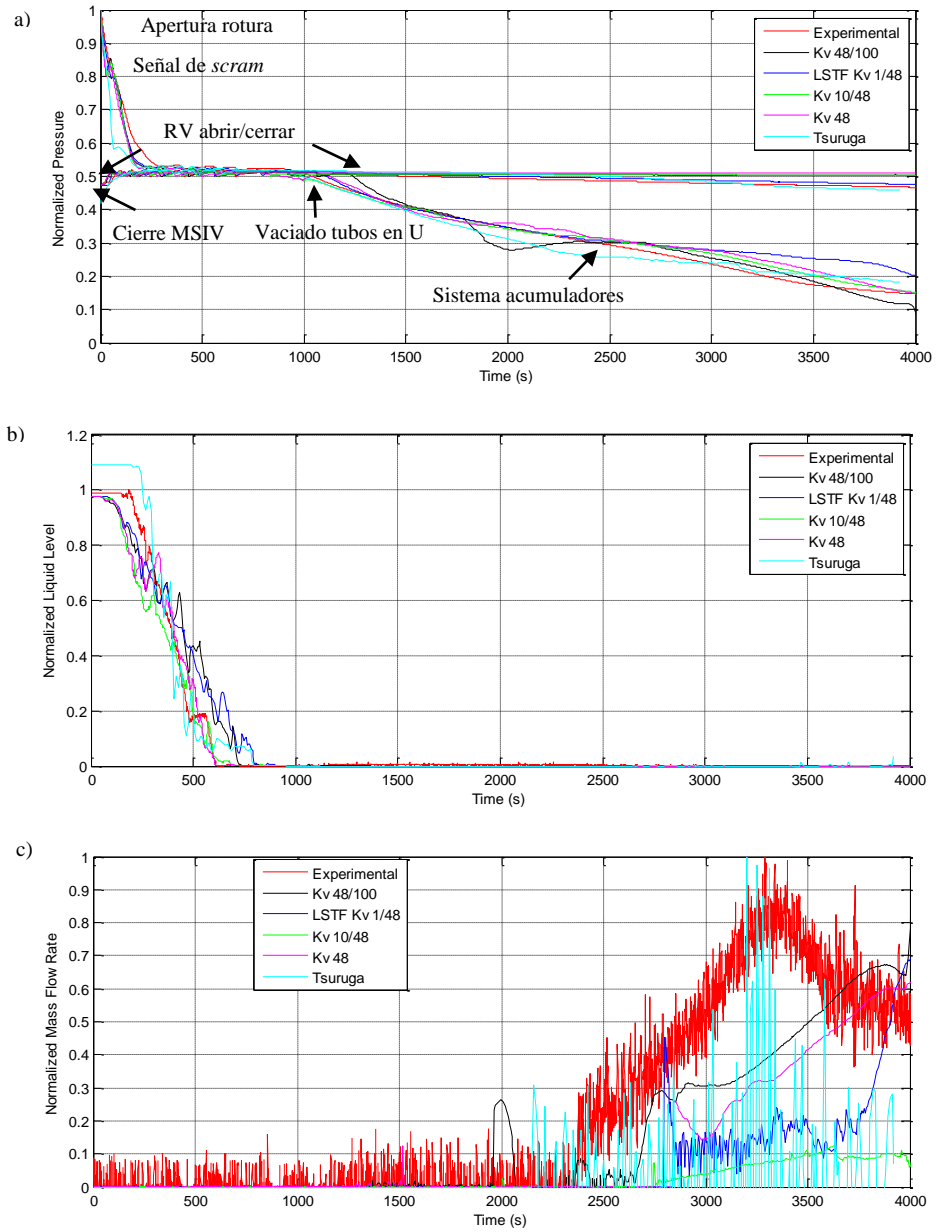 a)
Normalized Pressure
1
0.9
0.8
0.7
0.6
0.5
0.4
0.3
0.2
0.1
0
Apertura rotura
Señal de scram
RV abrir/cerrar
Cierre MSIV
Vaciado tubos en U
Sistema acumuladores
Experimental
Kv 48/100
LSTF Kv 1/48
Kv 10/48
Kv 48
Tsuruga
0 500 1000 1500 2000 2500 3000 3500 4000
Time (s)
b)
Normalized Liquid Level
1.2
1
0.8
0.6
0.4
0.2
0
Experimental
Kv 48/100
LSTF Kv 1/48
Kv 10/48
Kv 48
Tsuruga
0 500 1000 1500 2000 2500 3000 3500 4000
Time (s)
c)
Normalized Mass Flow Rate
1
0.9
0.8
0.7
0.6
0.5
0.4
0.3
0.2
0.1
0
Experimental
Kv 48/100
LSTF Kv 1/48
Kv 10/48
Kv 48
Tsuruga
0 500 1000 1500 2000 2500 3000 3500 4000
Time (s)